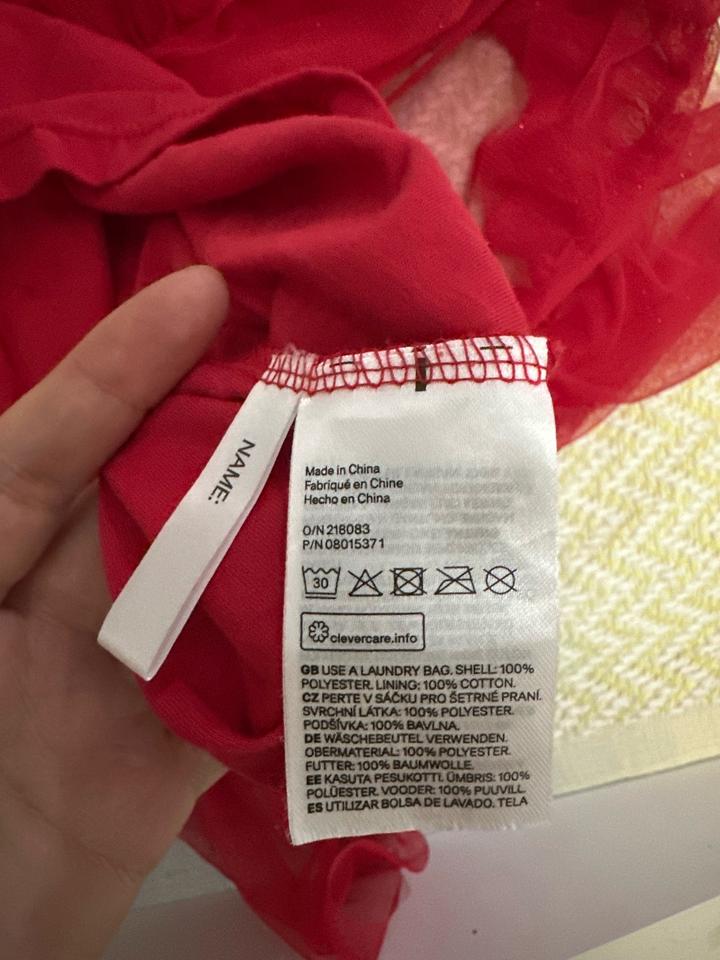 NAME:
Made in China
Fabriqué en Chine
Hecho en China
O/N 218083
P/N 08015371
30
clevercare.info
GB USE A LAUNDRY BAG. SHELL: 100%
POLYESTER. LINING: 100% COTTON.
CZ PERTE V SÁČKU PRO ŠETRNÉ PRANÍ.
SVRCHNÍ LÁTKA: 100% POLYESTER.
PODŠÍVKA: 100% BAVLNA.
DE WÄSCHEBEUTEL VERWENDEN.
OBERMATERIAL: 100% POLYESTER.
FUTTER: 100% BAUMWOLLE.
EE KASUTA PESUKOTTI. ÜMBRIS: 100%
POLÜESTER. VOODER: 100% PUUVILL.
ES UTILIZAR BOLSA DE LAVADO. TELA